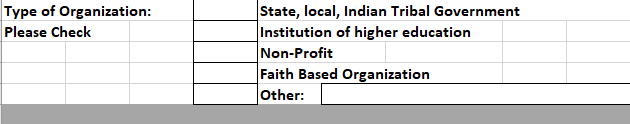 Type of Organization: State, local, Indian Tribal Government
Please Check Institution of higher education
Non-Profit
Faith Based Organization
Other: